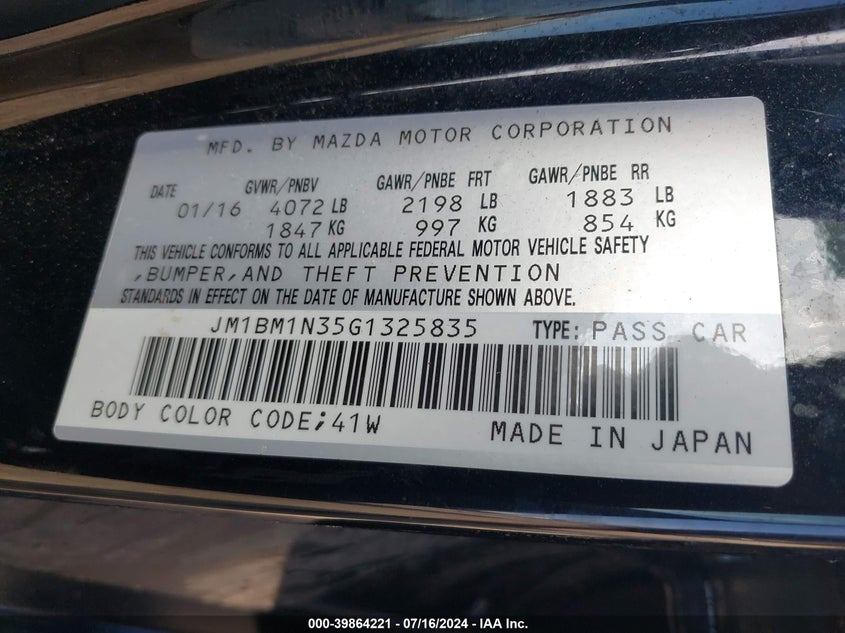 MFD. BY MAZDA MOTOR CORPORATION
DATE GVWR/PNBV GAWR/PNBE FRT GAWR/PNBE RR
01/16 4072 LB 2198 LB 1883 LB
1847 KG 997 KG 854 KG
THIS VEHICLE CONFORMS TO ALL APPLICABLE FEDERAL MOTOR VEHICLE SAFETY
,BUMPER,AND THEFT PREVENTION
STANDARDS IN EFFECT ON THE DATE OF MANUFACTURE SHOWN ABOVE.
JM1BM1N35G1325835 TYPE: PASS CAR
BODY COLOR CODE;41W MADE IN JAPAN
000-39864221 - 07/16/2024 - IAA Inc.